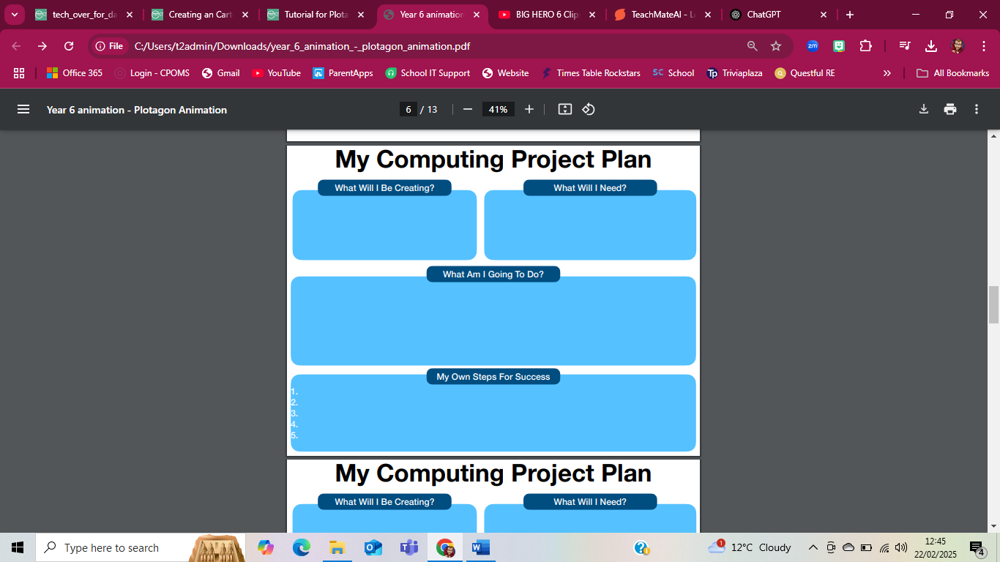 tech_over_for_da
Creating an Cart
Tutorial for Plota
Year 6 animation
BIG HERO 6 Clip
TeachMateAI - L
ChatGPT
File
C:/Users/t2admin/Downloads/year_6_animation_-_plotagon_animation.pdf
zm
Office 365
Login - CPOMS
Gmail
YouTube
ParentApps
School IT Support
Website
Times Table Rockstars
SC School
Tp Triviaplaza
Questful RE
All Bookmarks
Year 6 animation - Plotagon Animation
6 / 13
41%
My Computing Project Plan
What Will I Be Creating?
What Will I Need?
What Am I Going To Do?
My Own Steps For Success
1.
2.
3.
4.
5.
My Computing Project Plan
What Will I Be Creating?
What Will I Need?
Type here to search
1
12°C Cloudy
12:45
22/02/2025
4